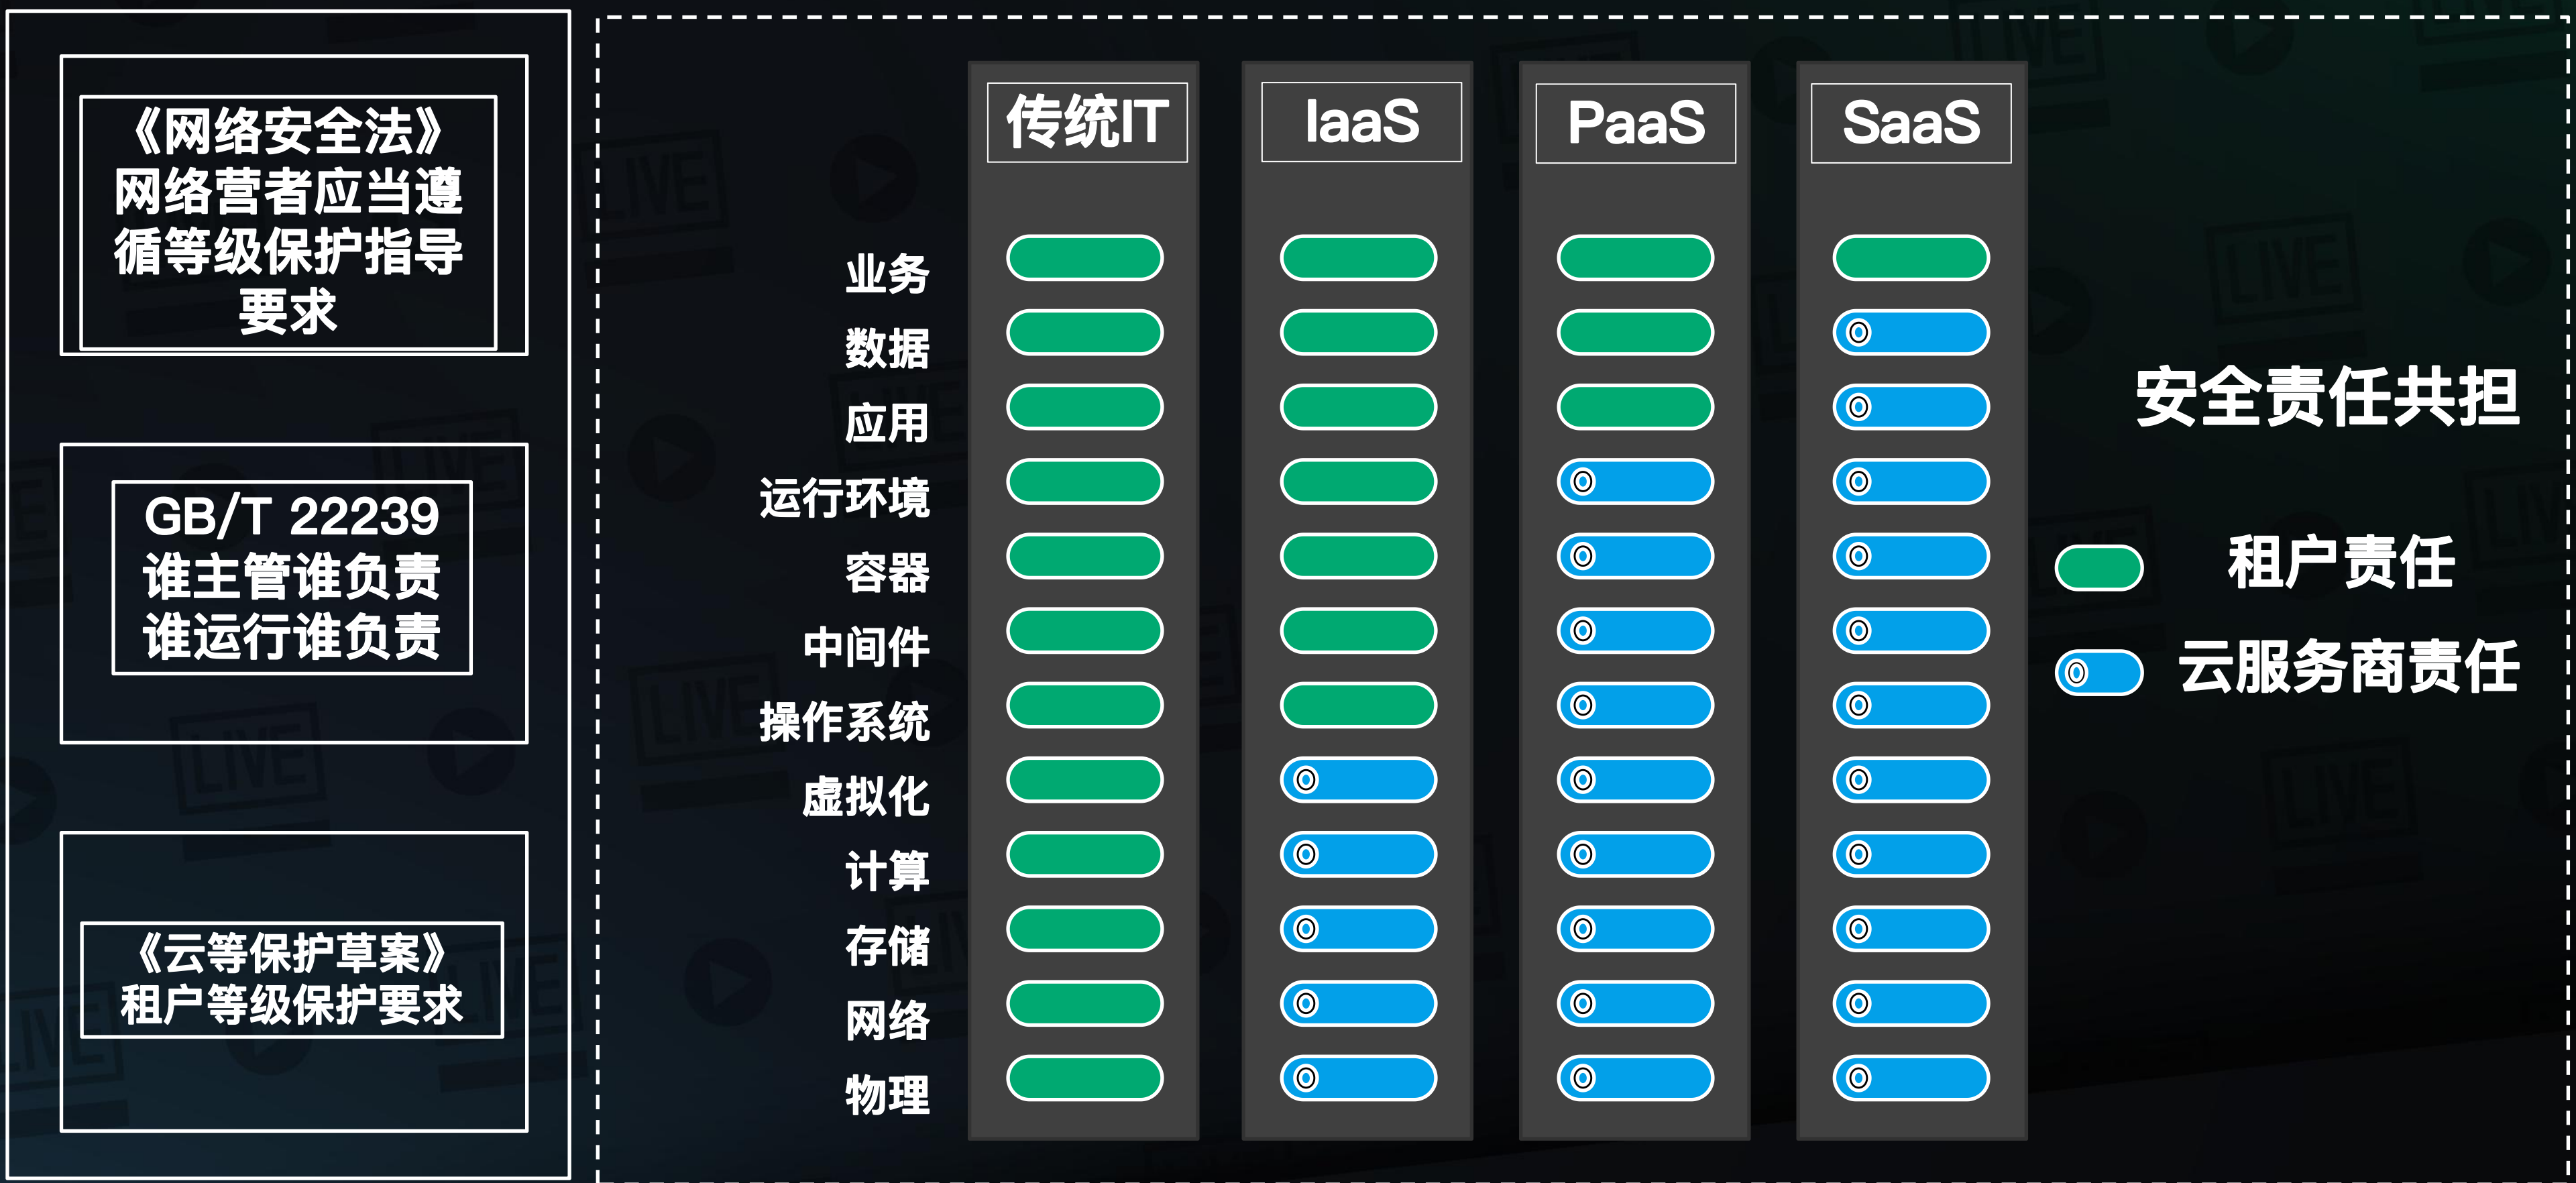 《网络安全法》
网络营者应当遵
循等级保护指导
要求
GB/T 22239
谁主管谁负责
谁运行谁负责
《云等保护草案》
租户等级保护要求
传统IT
IaaS
PaaS
SaaS
业务
数据
应用
运行环境
容器
中间件
操作系统
虚拟化
计算
存储
网络
物理
安全责任共担
租户责任
云服务商责任